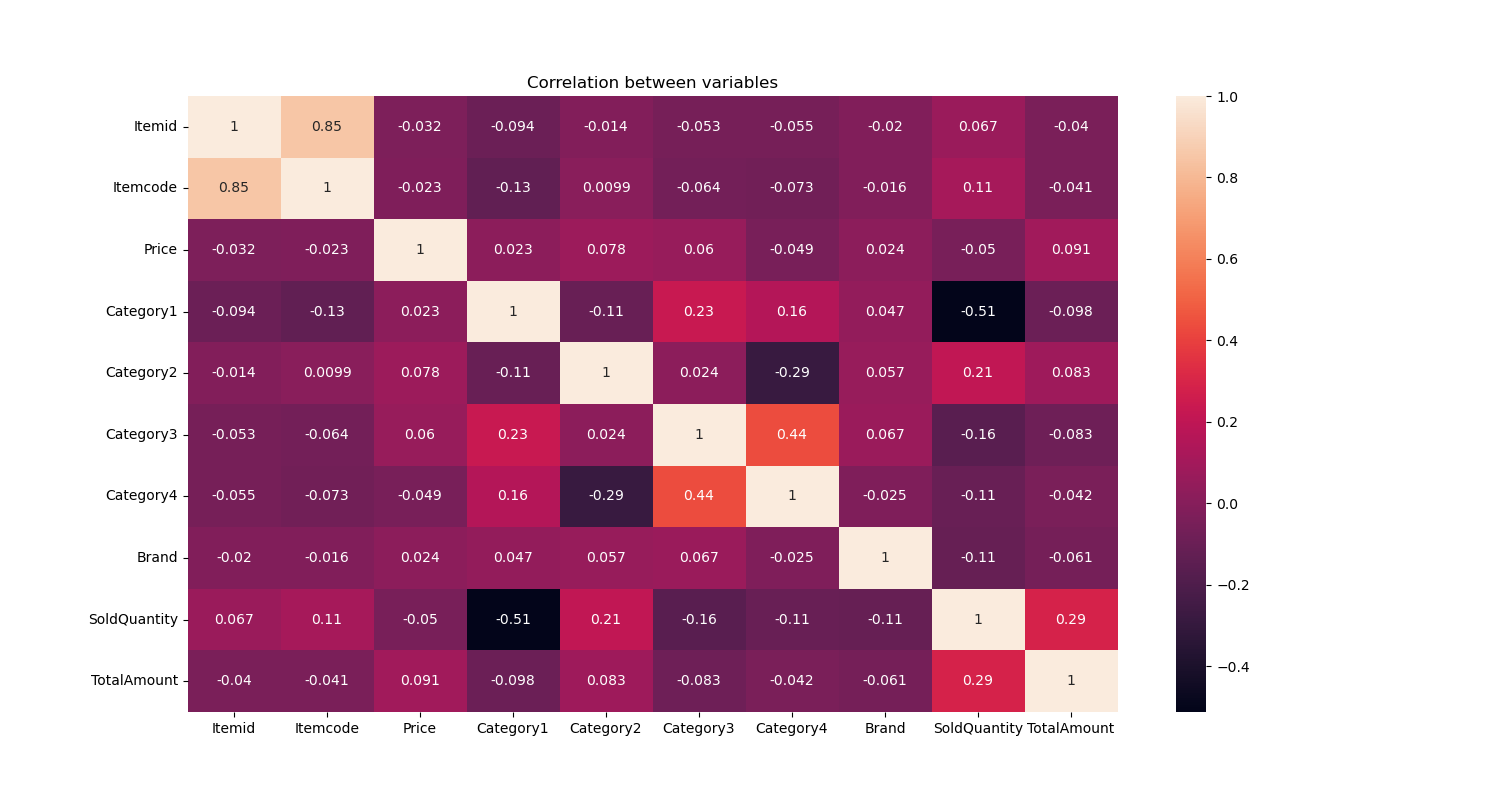 Correlation between variables
Itemid 1 0.85 -0.032 -0.094 -0.014 -0.053 -0.055 -0.02 0.067 -0.04
Itemcode 0.85 1 -0.023 -0.13 0.0099 -0.064 -0.073 -0.016 0.11 -0.041
Price -0.032 -0.023 1 0.023 0.078 0.06 -0.049 0.024 -0.05 0.091
Category1 -0.094 -0.13 0.023 1 -0.11 0.23 0.16 0.047 -0.51 -0.098
Category2 -0.014 0.0099 0.078 -0.11 1 0.024 -0.29 0.057 0.21 0.083
Category3 -0.053 -0.064 0.06 0.23 0.024 1 0.44 0.067 -0.16 -0.083
Category4 -0.055 -0.073 -0.049 0.16 -0.29 0.44 1 -0.025 -0.11 -0.042
Brand -0.02 -0.016 0.024 0.047 0.057 0.067 -0.025 1 -0.11 -0.061
SoldQuantity 0.067 0.11 -0.05 -0.51 0.21 -0.16 -0.11 -0.11 1 0.29
TotalAmount -0.04 -0.041 0.091 -0.098 0.083 -0.083 -0.042 -0.061 0.29 1
Itemid Itemcode Price Category1 Category2 Category3 Category4 Brand SoldQuantity TotalAmount
1.0
0.8
0.6
0.4
0.2
0.0
−0.2
−0.4